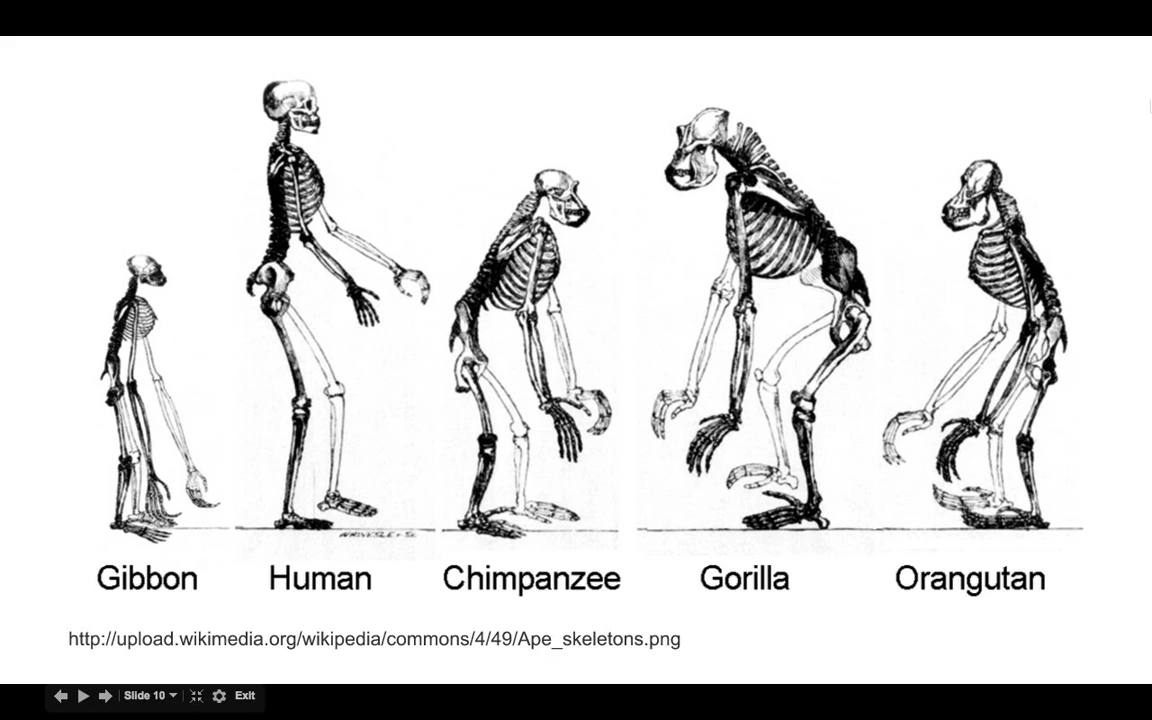 Gibbon
Human
Chimpanzee
Gorilla
Orangutan
http://upload.wikimedia.org/wikipedia/commons/4/49/Ape_skeletons.png
Slide 10
Exit